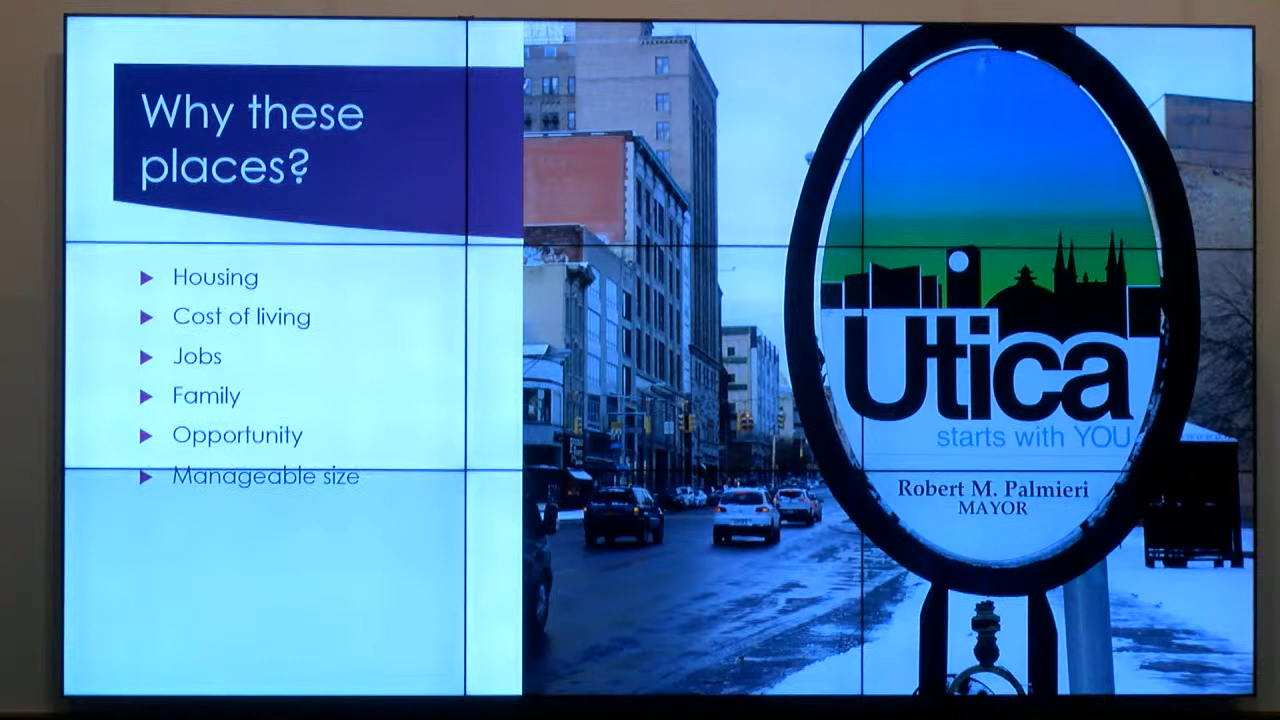 Why these
places?
Housing
Cost of living
Jobs
Family
Opportunity
Manageable size
Utica
starts with YOU
Robert M. Palmieri
MAYOR